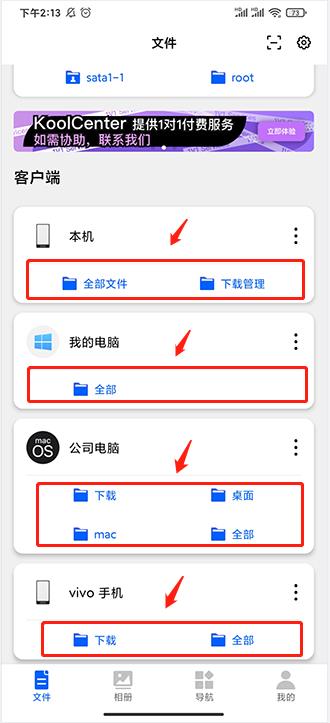 下午2:13
HD
HD
73
文件
sata1-1
root
KoolCenter 提供1对1付费服务
如需协助，联系我们
立即体验
客户端
本机
全部文件
下载管理
我的电脑
全部
mac
OS
公司电脑
下载
桌面
mac
全部
vivo 手机
下载
全部
文件
相册
导航
我的